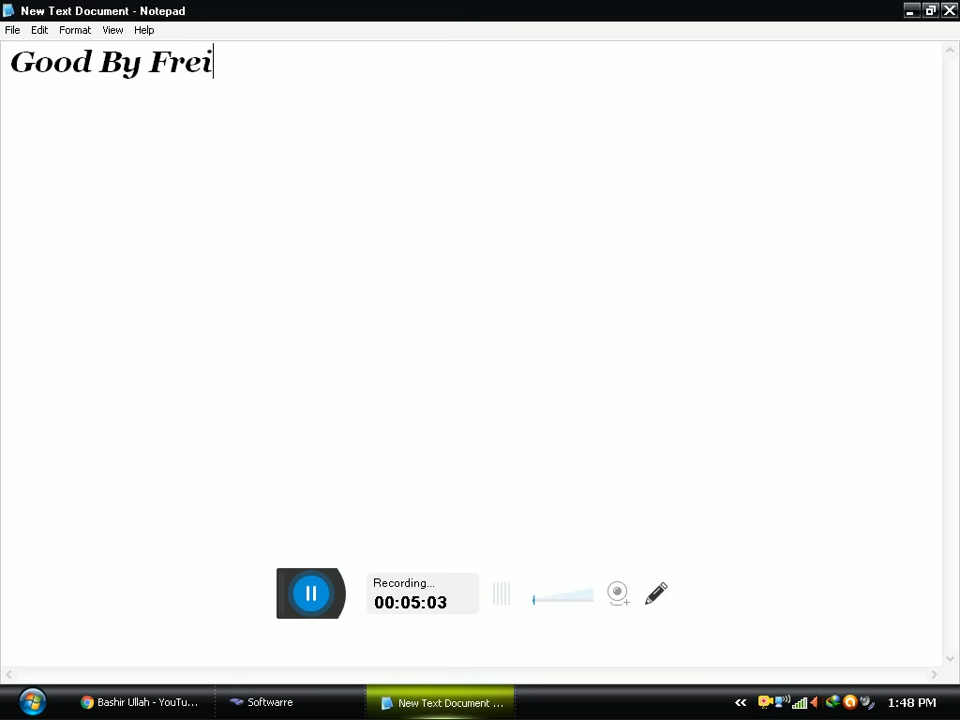 New Text Document - Notepad
File Edit Format View Help
Good By Frei
Recording...
00:05:03
Bashir Ullah - YouTu...
Softwarre
New Text Document ...
1:48 PM